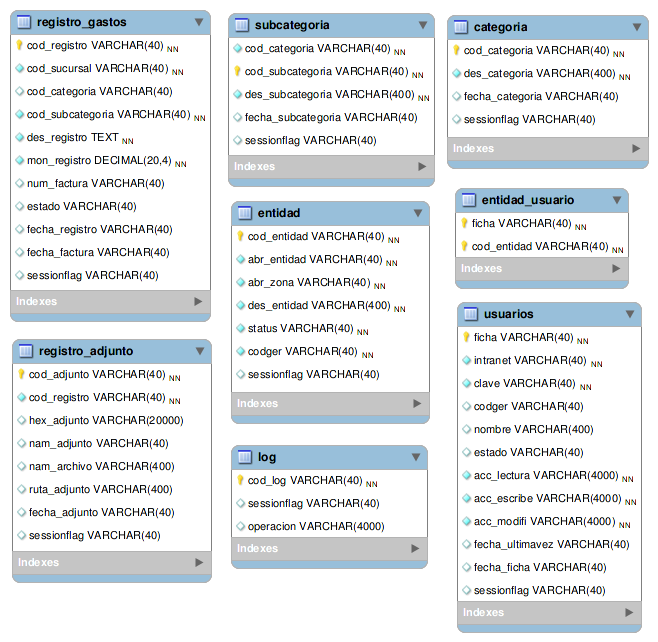 registro_gastos
cod_registro VARCHAR(40) NN
cod_sucursal VARCHAR(40) NN
cod_categoria VARCHAR(40)
cod_subcategoria VARCHAR(40) NN
des_registro TEXT NN
mon_registro DECIMAL(20,4) NN
num_factura VARCHAR(40)
estado VARCHAR(40)
fecha_registro VARCHAR(40)
fecha_factura VARCHAR(40)
sessionflag VARCHAR(40)
Indexes
registro_adjunto
cod_adjunto VARCHAR(40) NN
cod_registro VARCHAR(40) NN
hex_adjunto VARCHAR(20000)
nam_adjunto VARCHAR(40)
nam_archivo VARCHAR(400)
ruta_adjunto VARCHAR(400)
fecha_adjunto VARCHAR(40)
sessionflag VARCHAR(40)
Indexes
subcategoria
cod_categoria VARCHAR(40) NN
cod_subcategoria VARCHAR(40) NN
des_subcategoria VARCHAR(400) NN
fecha_subcategoria VARCHAR(40)
sessionflag VARCHAR(40)
Indexes
entidad
cod_entidad VARCHAR(40) NN
abr_entidad VARCHAR(40) NN
abr_zona VARCHAR(40) NN
des_entidad VARCHAR(400) NN
status VARCHAR(40) NN
codger VARCHAR(40) NN
sessionflag VARCHAR(40)
Indexes
log
cod_log VARCHAR(40) NN
sessionflag VARCHAR(40)
operacion VARCHAR(4000)
Indexes
categoria
cod_categoria VARCHAR(40) NN
des_categoria VARCHAR(400) NN
fecha_categoria VARCHAR(40)
sessionflag VARCHAR(40)
Indexes
entidad_usuario
ficha VARCHAR(40) NN
cod_entidad VARCHAR(40) NN
Indexes
usuarios
ficha VARCHAR(40) NN
intranet VARCHAR(40) NN
clave VARCHAR(40) NN
codger VARCHAR(40)
nombre VARCHAR(400)
estado VARCHAR(40)
acc_lectura VARCHAR(4000) NN
acc_escribe VARCHAR(4000) NN
acc_modifi VARCHAR(4000) NN
fecha_ultimavez VARCHAR(40)
fecha_ficha VARCHAR(40)
sessionflag VARCHAR(40)
Indexes